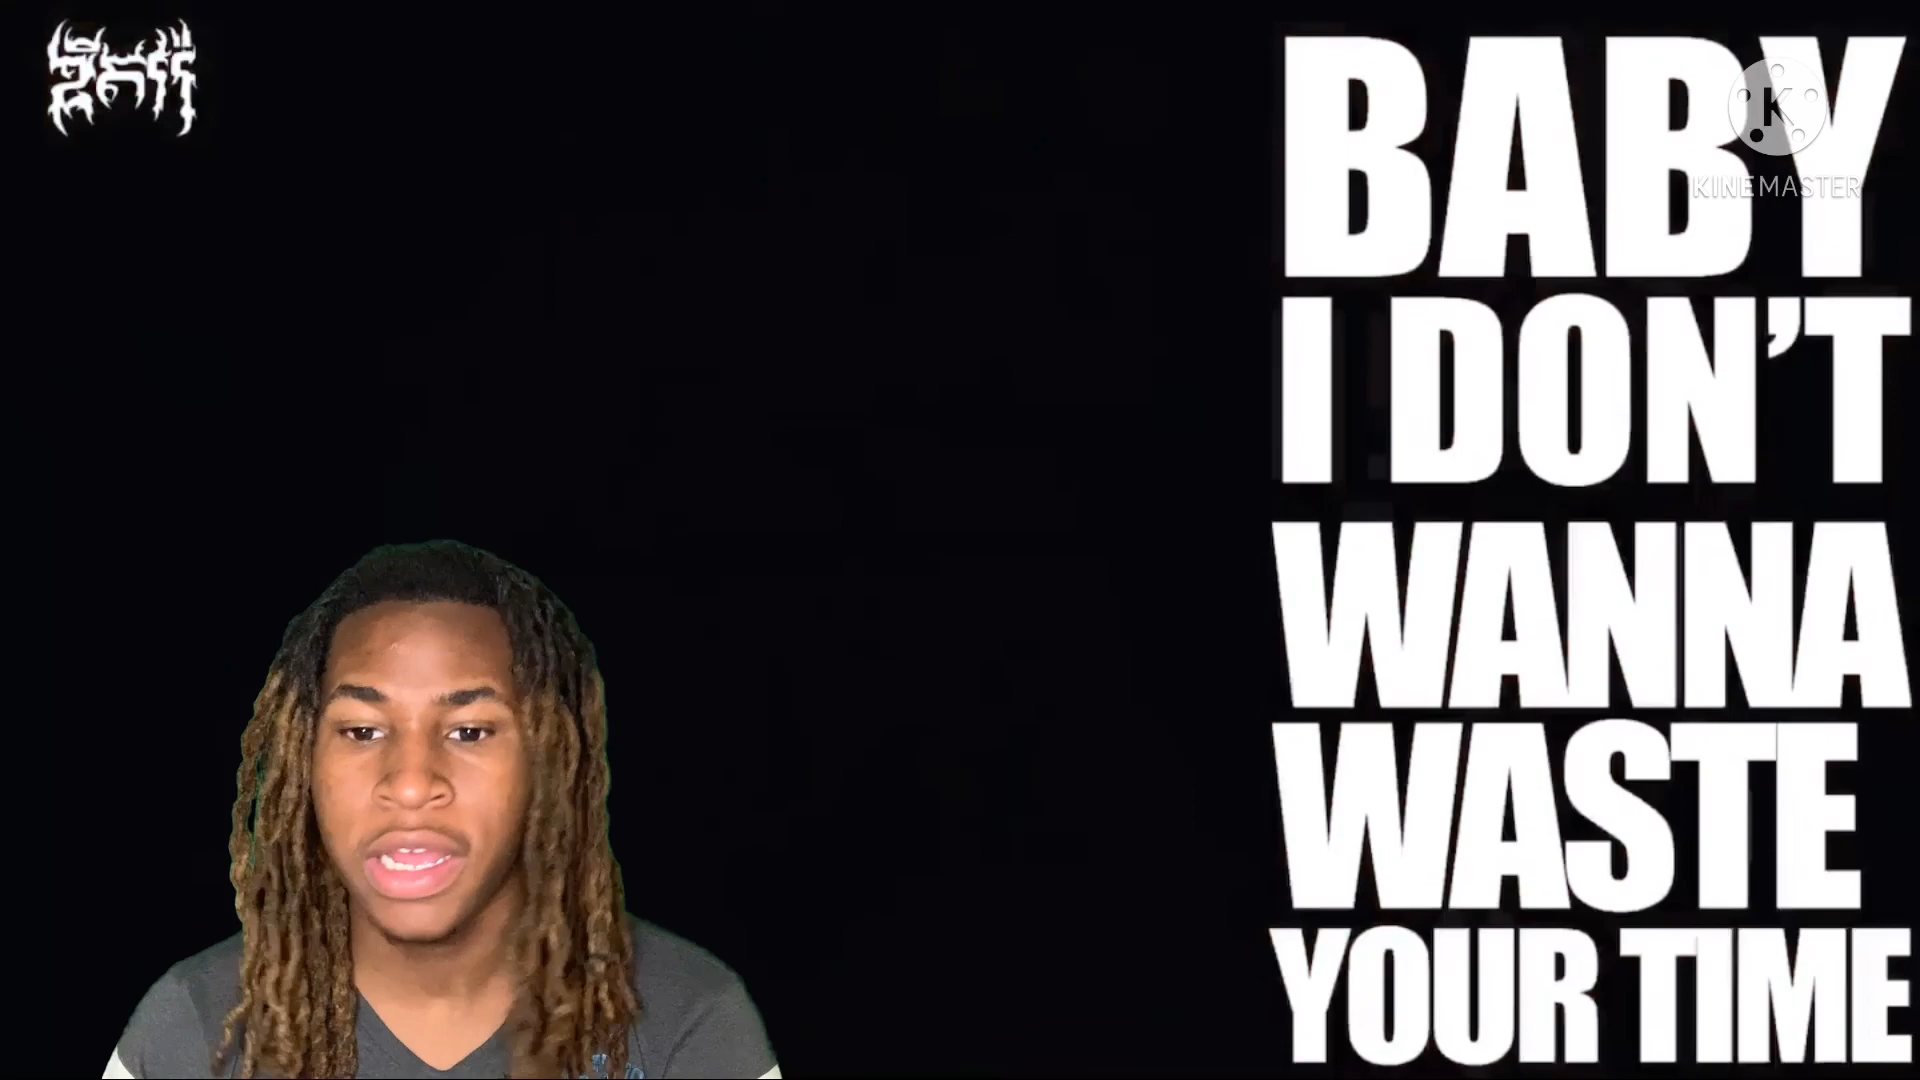 BABY
K
KINEMASTER
I DON'T
WANNA
WASTE
YOUR TIME